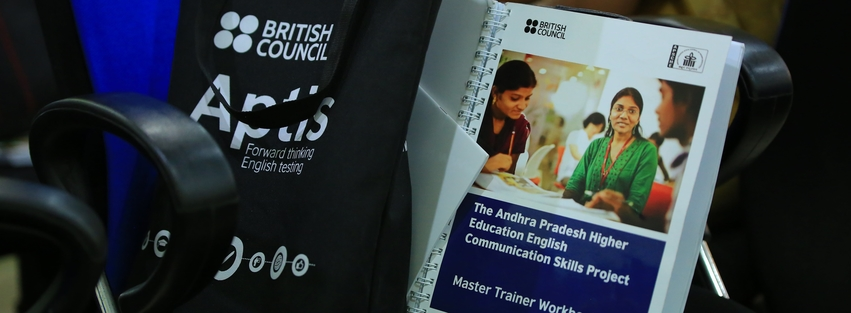 BRITISH
COUNCIL
Aptis
Forward thinking
English testing
BRITISH
COUNCIL
The Andhra Pradesh Higher
Education English
Communication Skills Project
Master Trainer